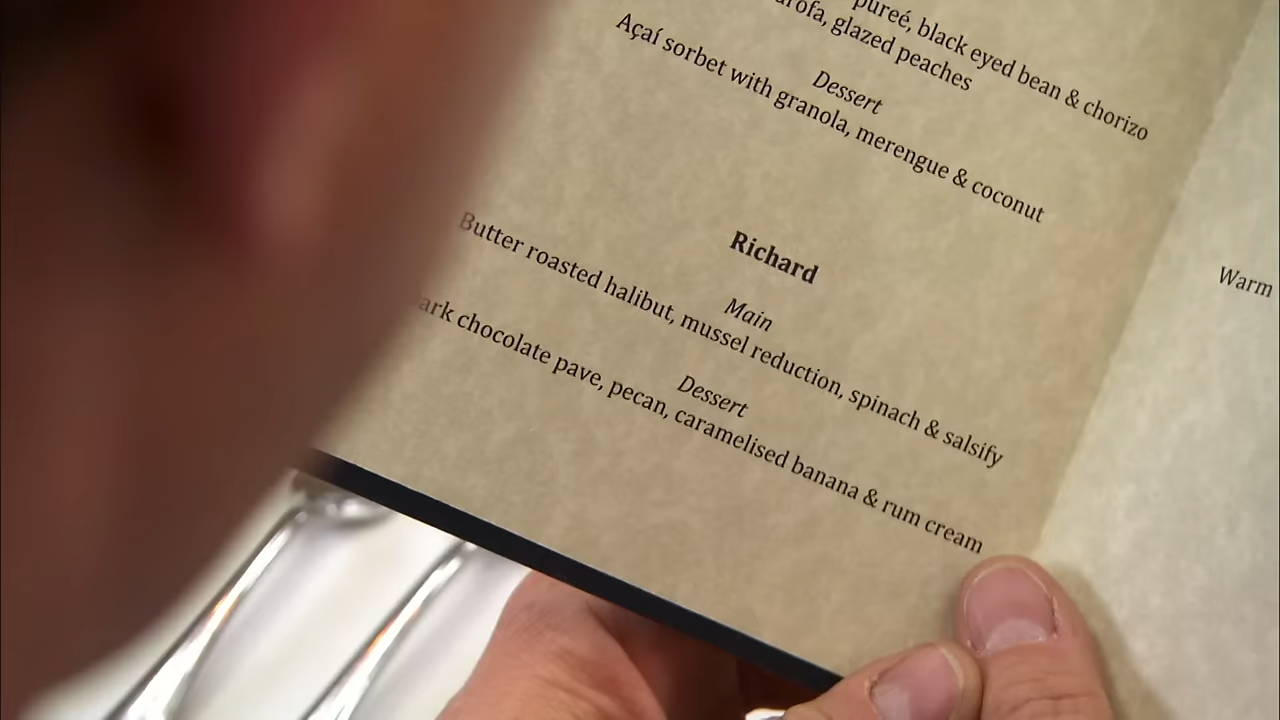 pureé, black eyed bean & chorizo
glazed peaches
Dessert
Açaí sorbet with granola, merengue & coconut
Richard
Main
Butter roasted halibut, mussel reduction, spinach & salsify
Dessert
ark chocolate pave, pecan, caramelised banana & rum cream
Warm